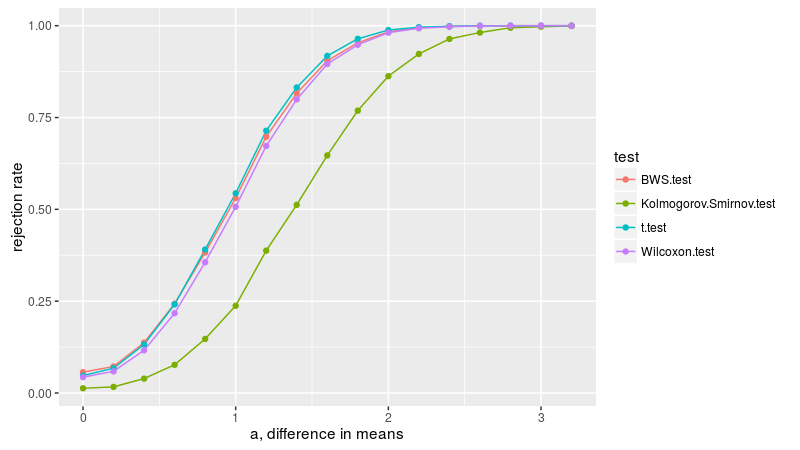 1.00
0.75
0.50
0.25
0.00
rejection rate
0
1
2
3
a, difference in means
test
BWS.test
Kolmogorov.Smirnov.test
t.test
Wilcoxon.test